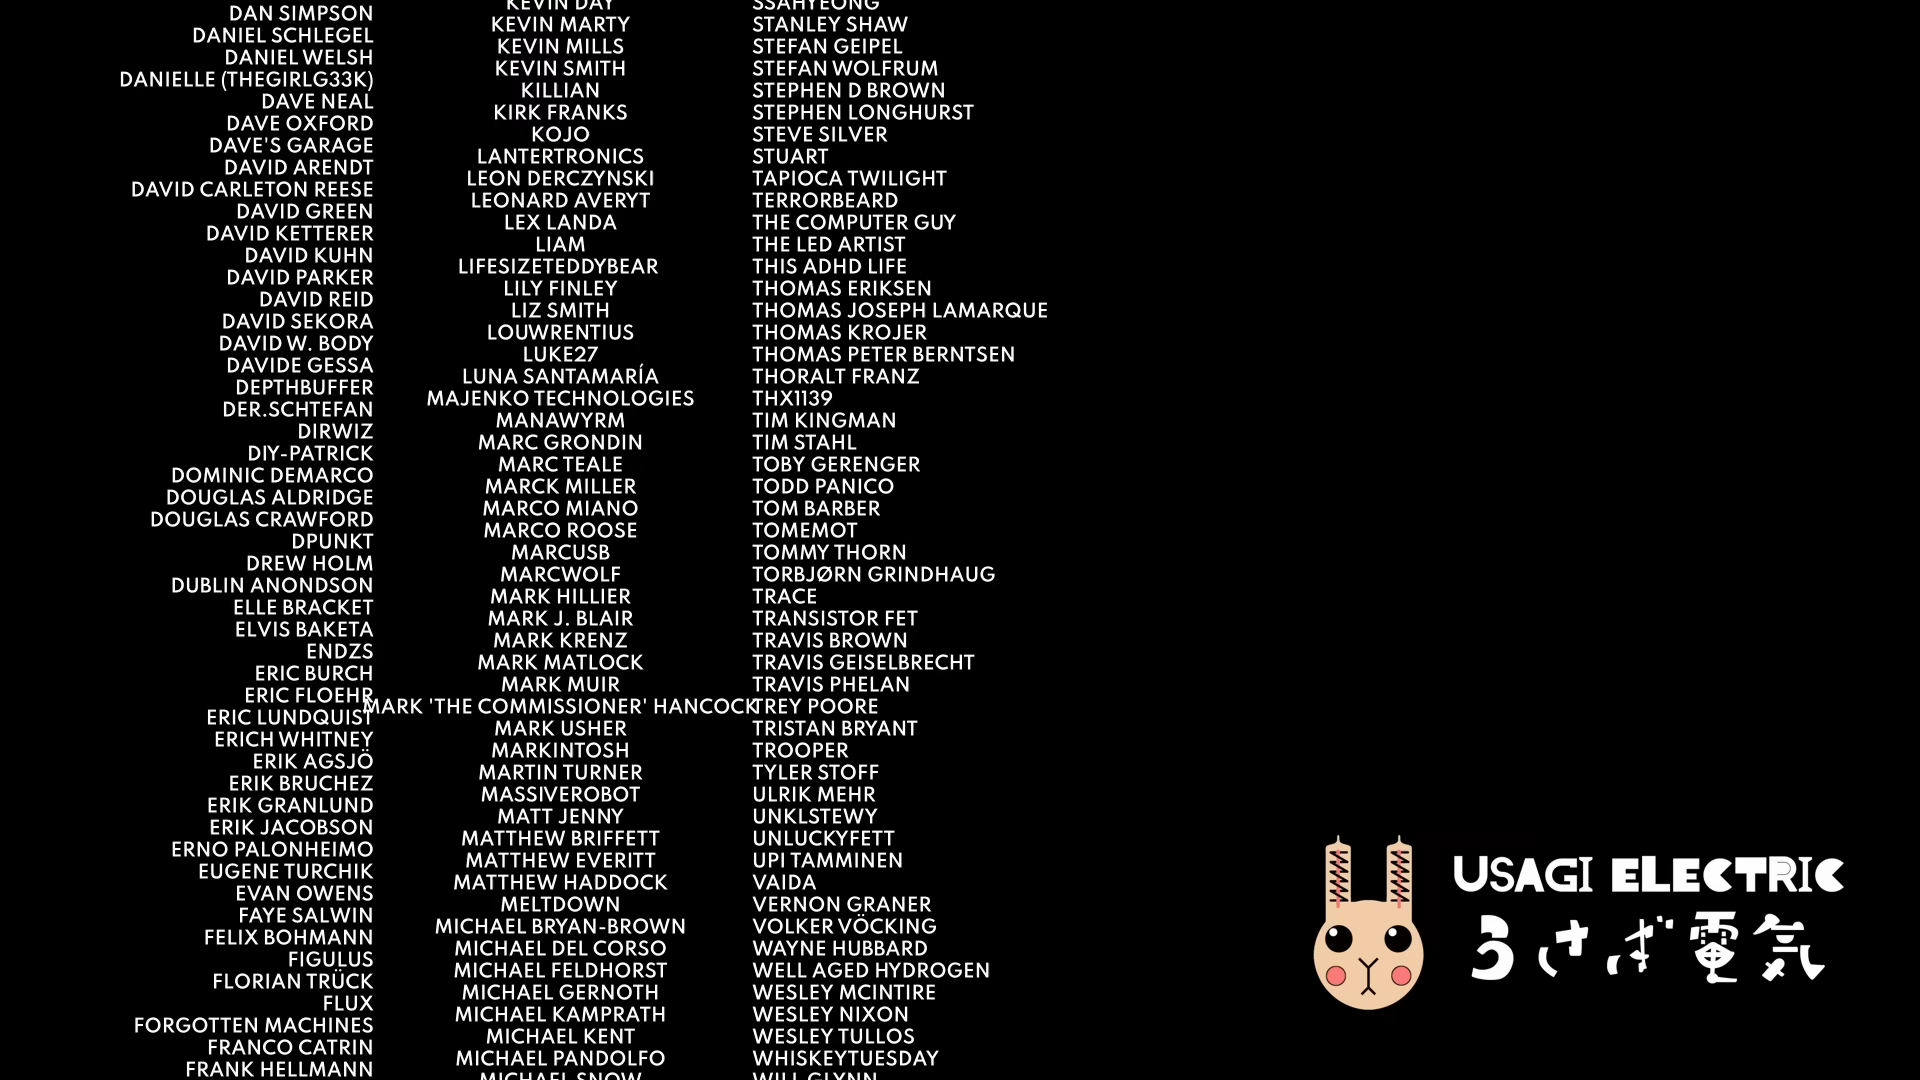 DAN SIMPSON
DANIEL SCHLEGEL
DANIEL WELSH
DANIELLE (THEGIRLG33K)
DAVE NEAL
DAVE OXFORD
DAVE'S GARAGE
DAVID ARENDT
DAVID CARLETON REESE
DAVID GREEN
DAVID KETTERER
DAVID KUHN
DAVID PARKER
DAVID REID
DAVID SEKORA
DAVID W. BODY
DAVIDE GESSA
DEPTHBUFFER
DER.SCHTEFAN
DIRWIZ
DIY-PATRICK
DOMINIC DEMARCO
DOUGLAS ALDRIDGE
DOUGLAS CRAWFORD
DPUNKT
DREW HOLM
DUBLIN ANONDSON
ELLE BRACKET
ELVIS BAKETA
ENDZS
ERIC BURCH
ERIC FLOEHR
ERIC LUNDQUIST
ERICH WHITNEY
ERIK AGSJÖ
ERIK BRUCHEZ
ERIK GRANLUND
ERIK JACOBSON
ERNO PALONHEIMO
EUGENE TURCHIK
EVAN OWENS
FAYE SALWIN
FELIX BOHMANN
FIGULUS
FLORIAN TRÜCK
FLUX
FORGOTTEN MACHINES
FRANCO CATRIN
FRANK HELLMANN
KEVIN DAY
KEVIN MARTY
KEVIN MILLS
KEVIN SMITH
KILLIAN
KIRK FRANKS
KOJO
LANTERTRONICS
LEON DERCZYNSKI
LEONARD AVERYT
LEX LANDA
LIAM
LIFESIZETEDDYBEAR
LILY FINLEY
LIZ SMITH
LOUWRENTIUS
LUKE27
LUNA SANTAMARÍA
MAJENKO TECHNOLOGIES
MANAWYRM
MARC GRONDIN
MARC TEALE
MARCK MILLER
MARCO MIANO
MARCO ROOSE
MARCUSB
MARCWOLF
MARK HILLIER
MARK J. BLAIR
MARK KRENZ
MARK MATLOCK
MARK MUIR
MARK 'THE COMMISSIONER' HANCOCK
MARK USHER
MARKINTOSH
MARTIN TURNER
MASSIVEROBOT
MATT JENNY
MATTHEW BRIFFETT
MATTHEW EVERITT
MATTHEW HADDOCK
MELTDOWN
MICHAEL BRYAN-BROWN
MICHAEL DEL CORSO
MICHAEL FELDHORST
MICHAEL GERNOTH
MICHAEL KAMPRATH
MICHAEL KENT
MICHAEL PANDOLFO
MICHAEL SNOW
SSAHYEONG
STANLEY SHAW
STEFAN GEIPEL
STEFAN WOLFRUM
STEPHEN D BROWN
STEPHEN LONGHURST
STEVE SILVER
STUART
TAPIOCA TWILIGHT
TERRORBEARD
THE COMPUTER GUY
THE LED ARTIST
THIS ADHD LIFE
THOMAS ERIKSEN
THOMAS JOSEPH LAMARQUE
THOMAS KROJER
THOMAS PETER BERNTSEN
THORALT FRANZ
THX1139
TIM KINGMAN
TIM STAHL
TOBY GERENGER
TODD PANICO
TOM BARBER
TOMEMOT
TOMMY THORN
TORBJØRN GRINDHAUG
TRACE
TRANSISTOR FET
TRAVIS BROWN
TRAVIS GEISELBRECHT
TRAVIS PHELAN
TREY POORE
TRISTAN BRYANT
TROOPER
TYLER STOFF
ULRIK MEHR
UNKLSTEWY
UNLUCKYFETT
UPI TAMMINEN
VAIDA
VERNON GRANER
VOLKER VÖCKING
WAYNE HUBBARD
WELL AGED HYDROGEN
WESLEY MCINTIRE
WESLEY NIXON
WESLEY TULLOS
WHISKEYTUESDAY
WILL GLYNN
USAGI ELECTRIC
うさぎ電気